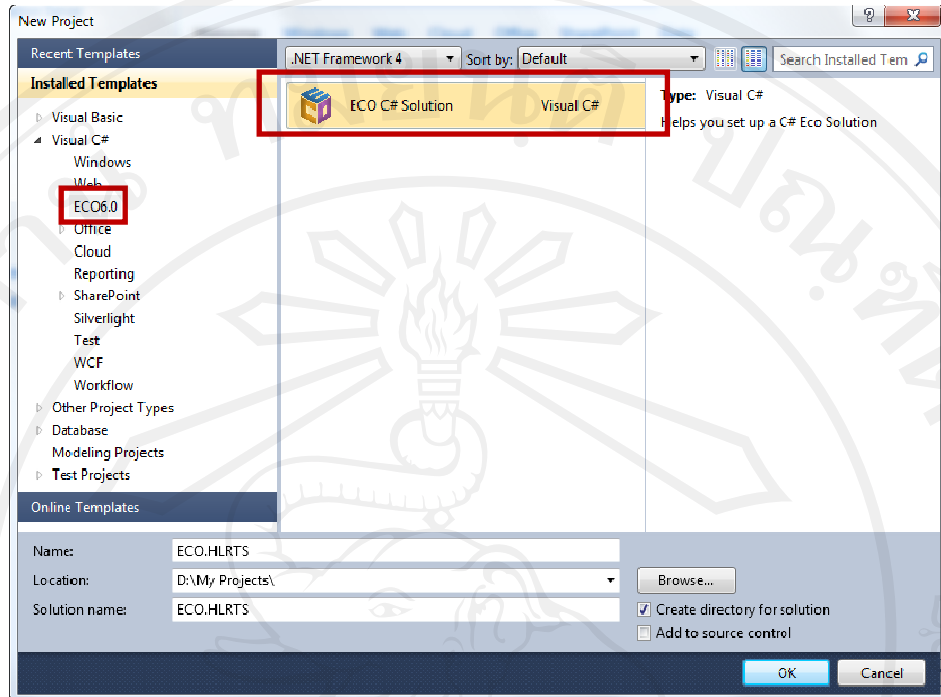 New Project
Recent Templates
.NET Framework 4
Sort by: Default
Search Installed Tem
Installed Templates
Visual Basic
Visual C#
Windows
Web
ECO6.0
Office
Cloud
Reporting
SharePoint
Silverlight
Test
WCF
Workflow
Other Project Types
Database
Modeling Projects
Test Projects
Online Templates
ECO C# Solution Visual C#
Type: Visual C#
Helps you set up a C# Eco Solution
Name: ECO.HLRTS
Location: D:\My Projects\
Browse...
Solution name: ECO.HLRTS
Create directory for solution
Add to source control
OK
Cancel